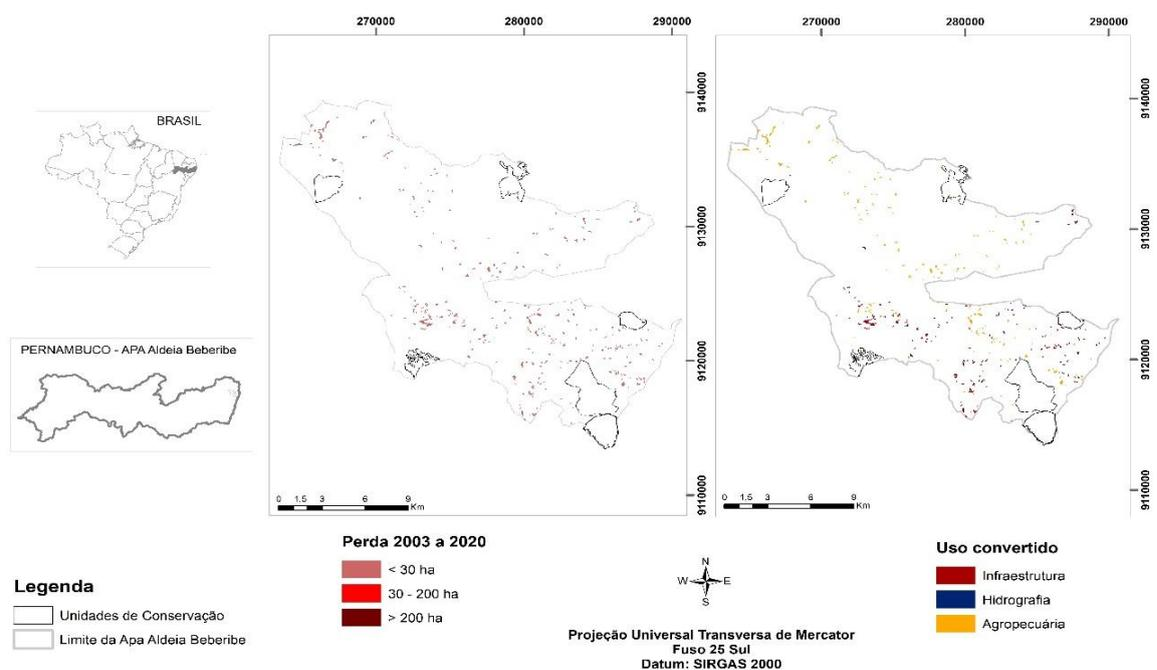 270000
280000
290000
270000
280000
290000
9140000
9130000
9120000
9110000
9140000
9130000
9120000
9110000
BRASIL
PERNAMBUCO - APA Aldeia Beberibe
0 1.5 3 6 9
Km
0 1.5 3 6 9
Km
Legenda
Unidades de Conservação
Limite da Apa Aldeia Beberibe
Perda 2003 a 2020
< 30 ha
30 - 200 ha
> 200 ha
N
W E
S
Projeção Universal Transversa de Mercator
Fuso 25 Sul
Datum: SIRGAS 2000
Uso convertido
Infraestrutura
Hidrografia
Agropecuária